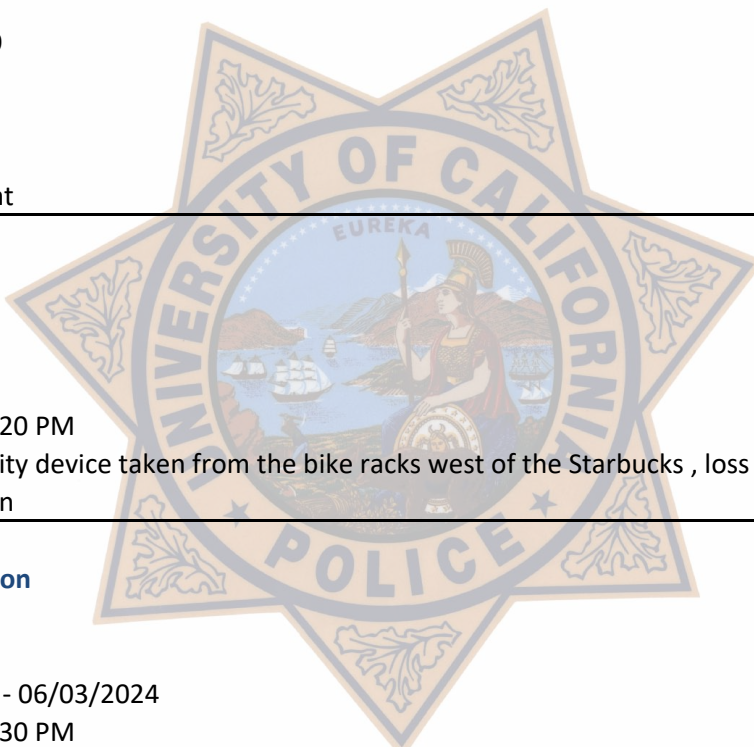 )
nt
UNIVERSITY OF CALIFORNIA
EUREKA
20 PM
ity device taken from the bike racks west of the Starbucks , loss
n
POLICE
on
- 06/03/2024
30 PM